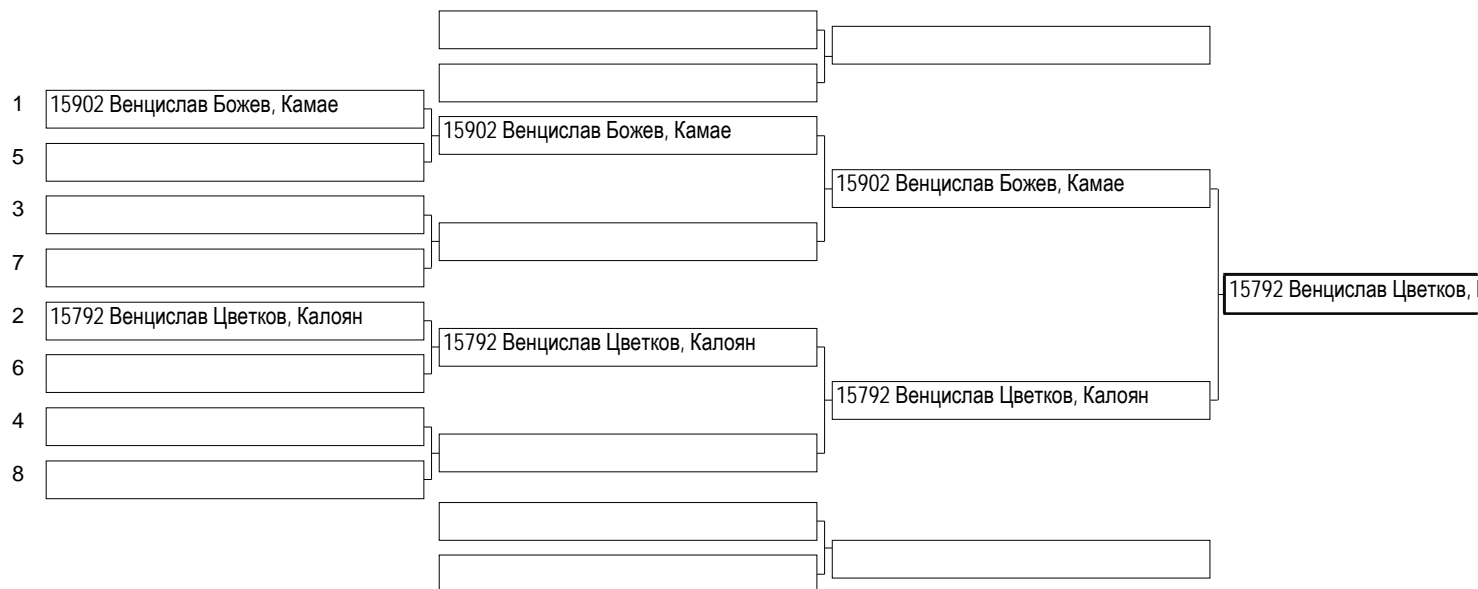 1 15902 Венцислав Божев, Камае
15902 Венцислав Божев, Камае
5
15902 Венцислав Божев, Камае
3
7
15792 Венцислав Цветков,
2 15792 Венцислав Цветков, Калоян
15792 Венцислав Цветков, Калоян
6
15792 Венцислав Цветков, Калоян
4
8